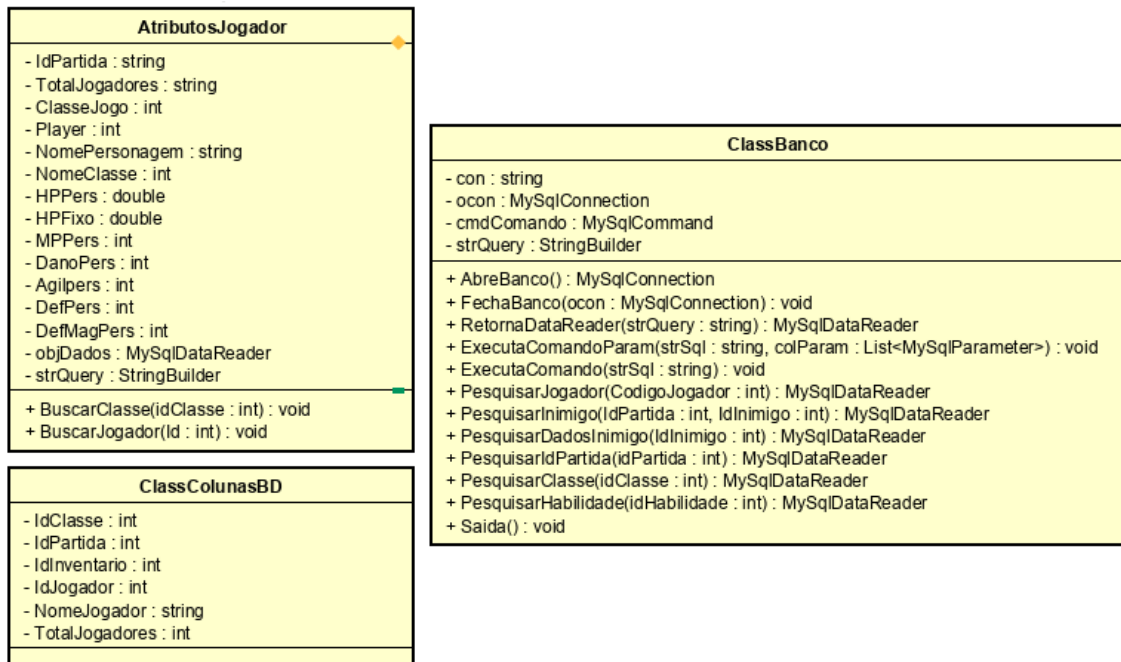 AtributosJogador
- IdPartida : string
- TotalJogadores : string
- ClasseJogo : int
- Player : int
- NomePersonagem : string
- NomeClasse : int
- HPPers : double
- HPFixo : double
- MPPers : int
- DanoPers : int
- Agilpers : int
- DefPers : int
- DefMagPers : int
- objDados : MySqlDataReader
- strQuery : StringBuilder
+ BuscarClasse(idClasse : int) : void
+ BuscarJogador(Id : int) : void
ClassColunasBD
- IdClasse : int
- IdPartida : int
- IdInventario : int
- IdJogador : int
- NomeJogador : string
- TotalJogadores : int
ClassBanco
- con : string
- ocon : MySqlConnection
- cmdComando : MySqlCommand
- strQuery : StringBuilder
+ AbreBanco() : MySqlConnection
+ FechaBanco(ocon : MySqlConnection) : void
+ RetornaDataReader(strQuery : string) : MySqlDataReader
+ ExecutaComandoParam(strSql : string, colParam : List<MySqlParameter>) : void
+ ExecutaComando(strSql : string) : void
+ PesquisarJogador(CodigoJogador : int) : MySqlDataReader
+ PesquisarInimigo(IdPartida : int, IdInimigo : int) : MySqlDataReader
+ PesquisarDadosInimigo(IdInimigo : int) : MySqlDataReader
+ PesquisarIdPartida(idPartida : int) : MySqlDataReader
+ PesquisarClasse(idClasse : int) : MySqlDataReader
+ PesquisarHabilidade(idHabilidade : int) : MySqlDataReader
+ Saida() : void